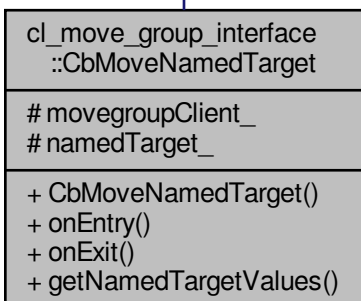 cl_move_group_interface
::CbMoveNamedTarget
# movegroupClient_
# namedTarget_
+ CbMoveNamedTarget()
+ onEntry()
+ onExit()
+ getNamedTargetValues()